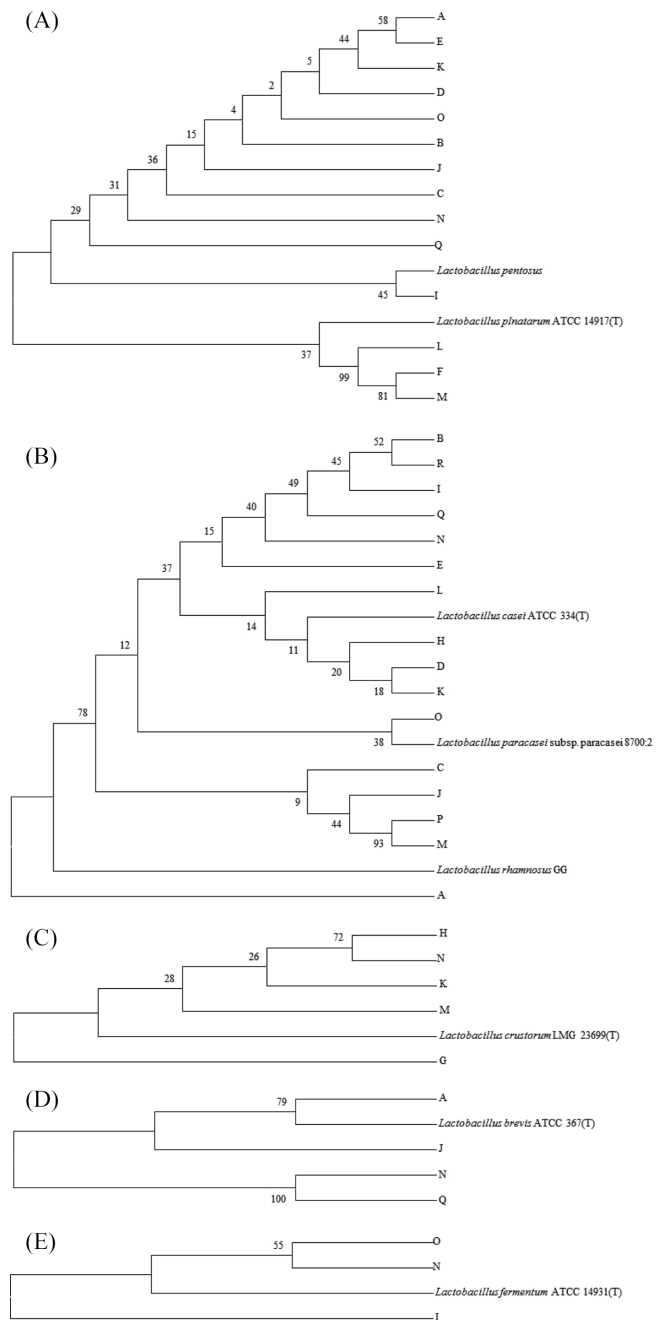 (A)
58
A
E
44
K
5
D
2
O
4
B
15
J
36
C
31
N
29
Q
Lactobacillus pentosus
45
I
Lactobacillus plnatarum ATCC 14917(T)
37
L
99
F
81
M
(B)
52
B
R
45
I
49
Q
40
N
15
E
37
L
14
Lactobacillus casei ATCC 334(T)
11
H
20
D
18
K
12
O
38
Lactobacillus paracasei subsp. paracasei 8700:2
78
C
9
J
44
P
93
M
Lactobacillus rhamnosus GG
A
(C)
72
H
N
26
K
28
M
Lactobacillus crustorum LMG 23699(T)
G
(D)
79
A
Lactobacillus brevis ATCC 367(T)
J
N
100
Q
(E)
55
O
N
Lactobacillus fermentum ATCC 14931(T)
I